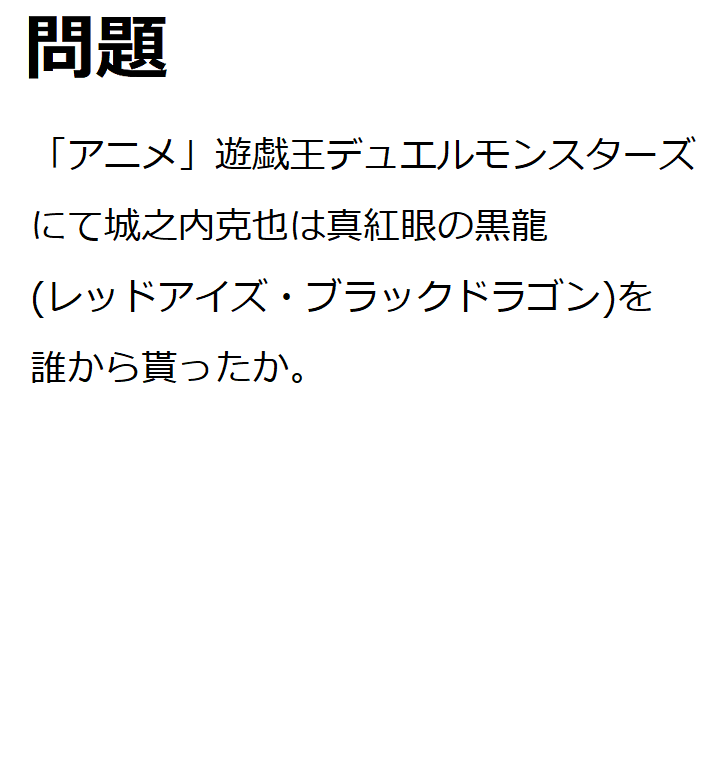 問題
「アニメ」遊戯王デュエルモンスターズ
にて城之内克也は真紅眼の黒龍
(レッドアイズ・ブラックドラゴン)を
誰から貰ったか。